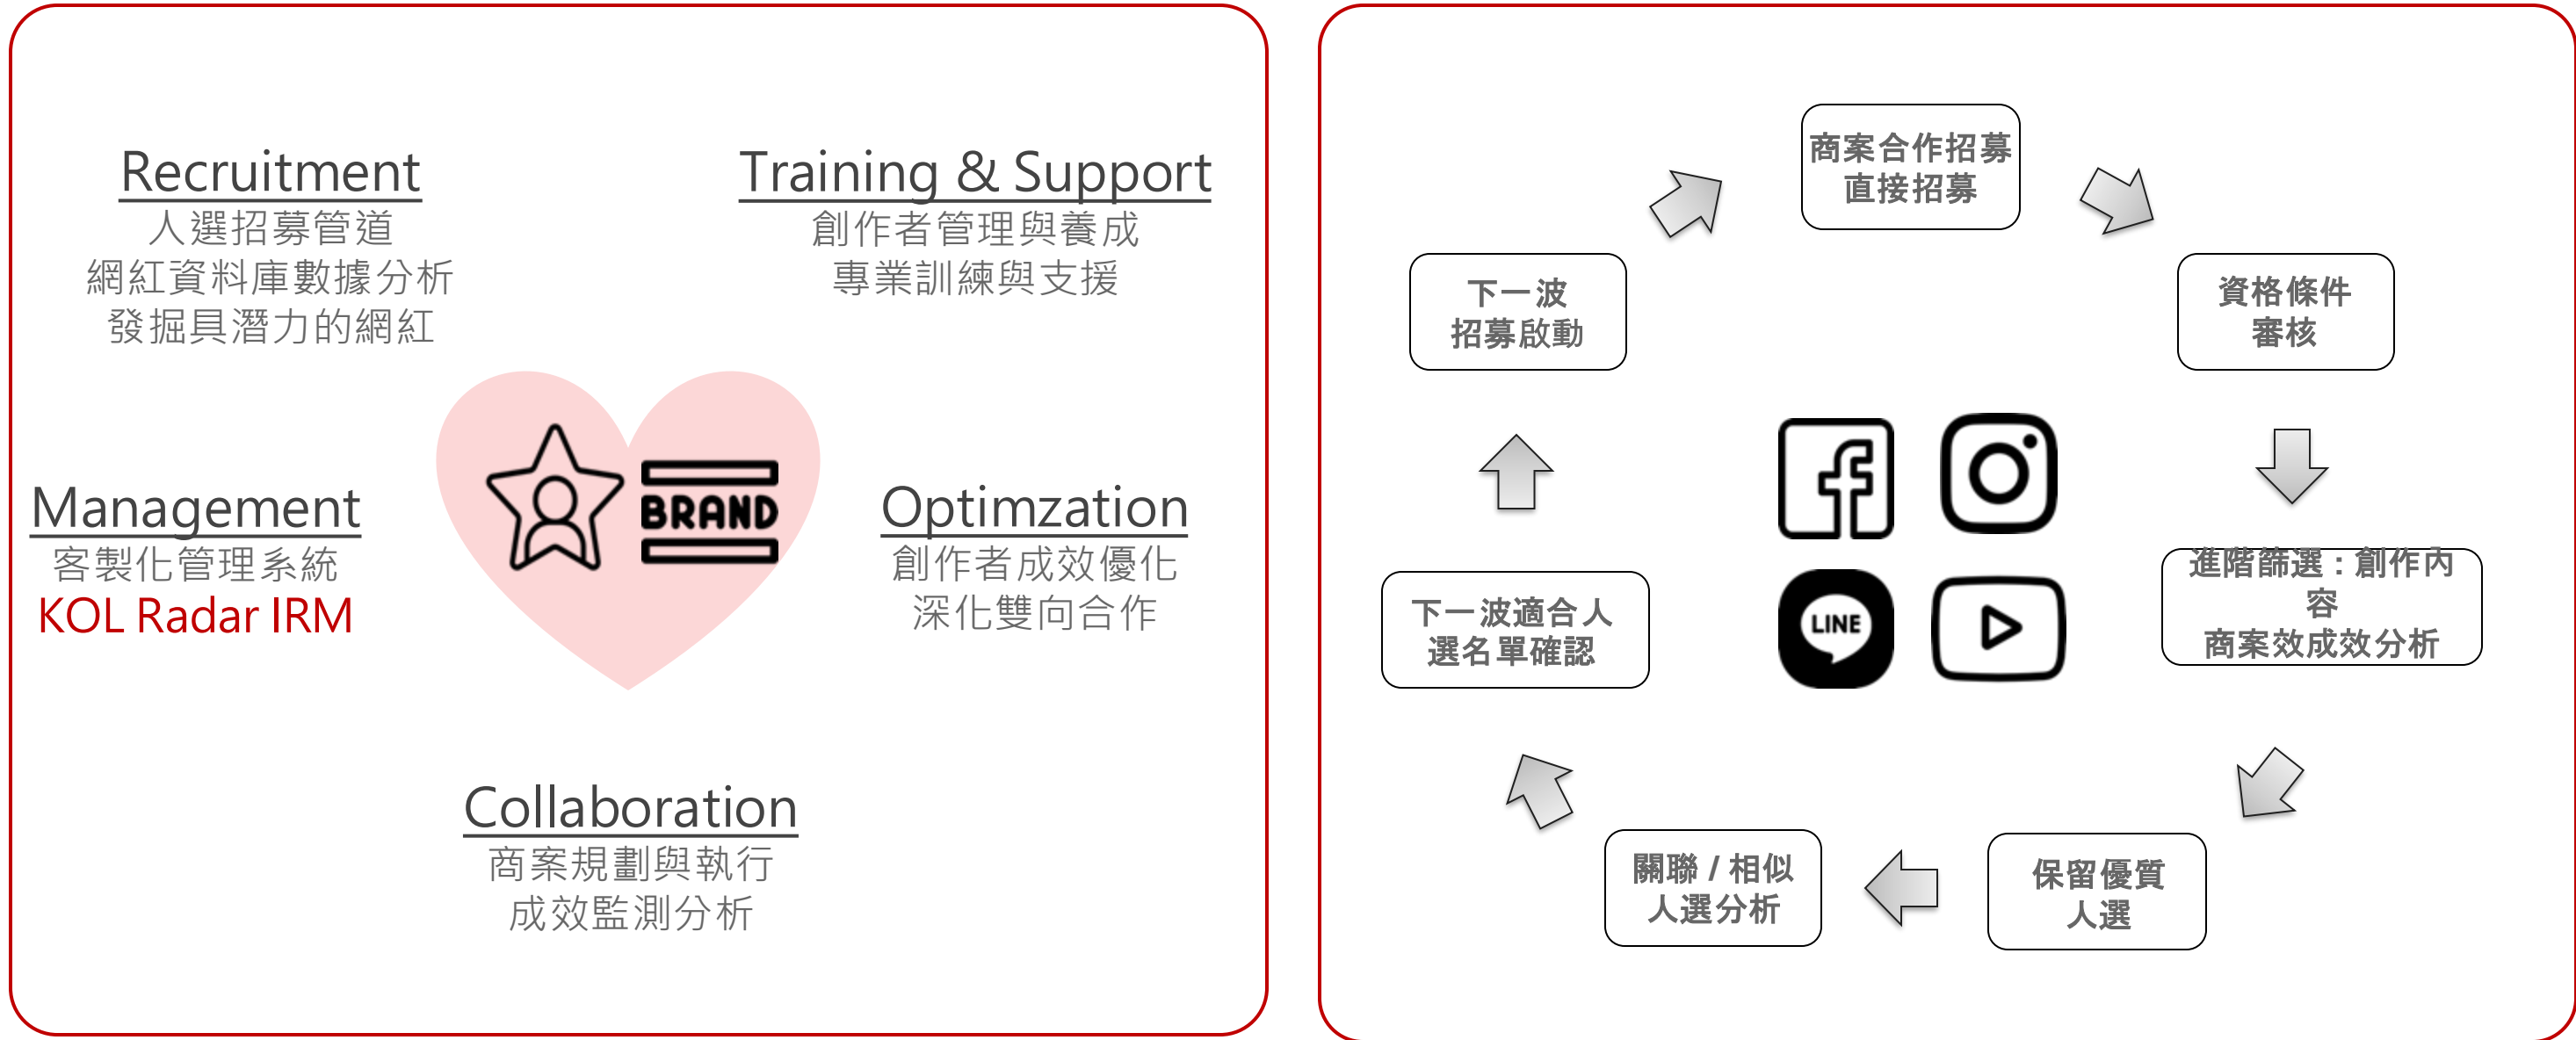 Recruitment
人選招募管道
網紅資料庫數據分析
發掘具潛力的網紅
Training & Support
創作者管理與養成
專業訓練與支援
Management
客製化管理系統
KOL Radar IRM
BRAND
Optimzation
創作者成效優化
深化雙向合作
Collaboration
商案規劃與執行
成效監測分析
商案合作招募
直接招募
資格條件
審核
進階篩選 : 創作內
容
商案效成效分析
保留優質
人選
關聯 / 相似
人選分析
下一波適合人
選名單確認
下一波
招募啟動
LINE